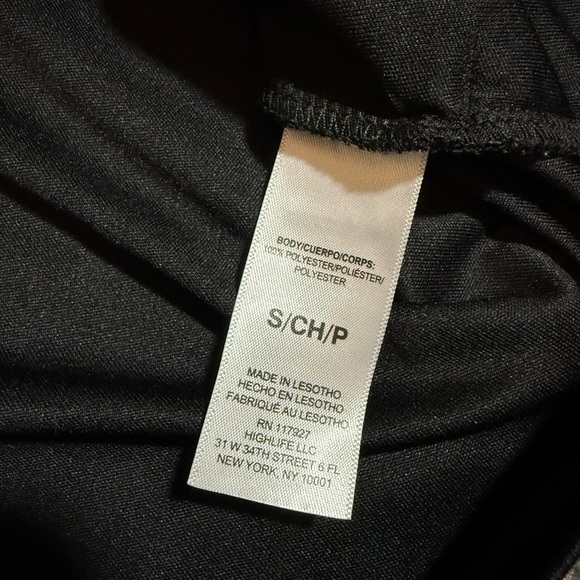 BODY/CUERPO/CORPS:
100% POLYESTER/POLIÉSTER/
POLYESTER
S/CH/P
MADE IN LESOTHO
HECHO EN LESOTHO
FABRIQUÉ AU LESOTHO
RN 117927
HIGHLIFE LLC
31 W 34TH STREET 6 FL
NEW YORK, NY 10001